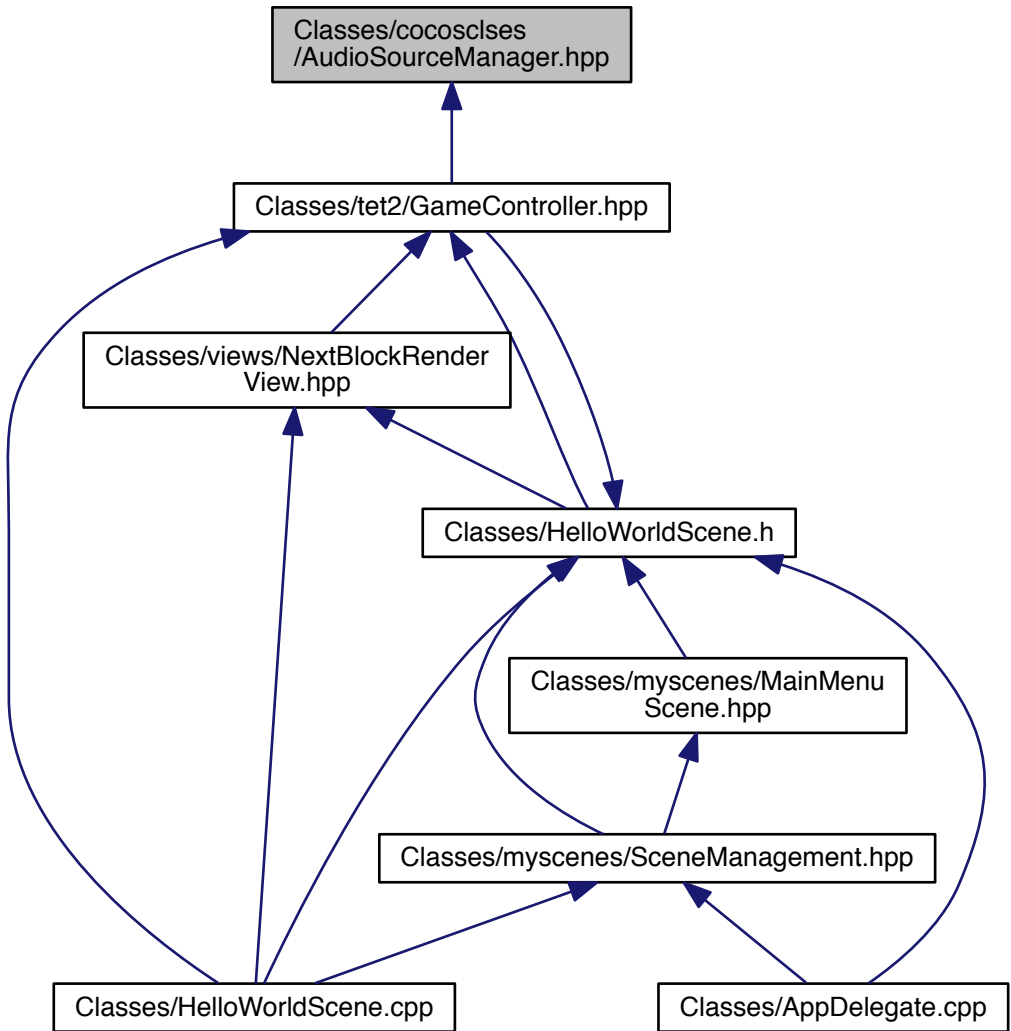 Classes/cocosclses
/AudioSourceManager.hpp
Classes/tet2/GameController.hpp
Classes/views/NextBlockRender
View.hpp
Classes/HelloWorldScene.h
Classes/myscenes/MainMenu
Scene.hpp
Classes/myscenes/SceneManagement.hpp
Classes/HelloWorldScene.cpp
Classes/AppDelegate.cpp